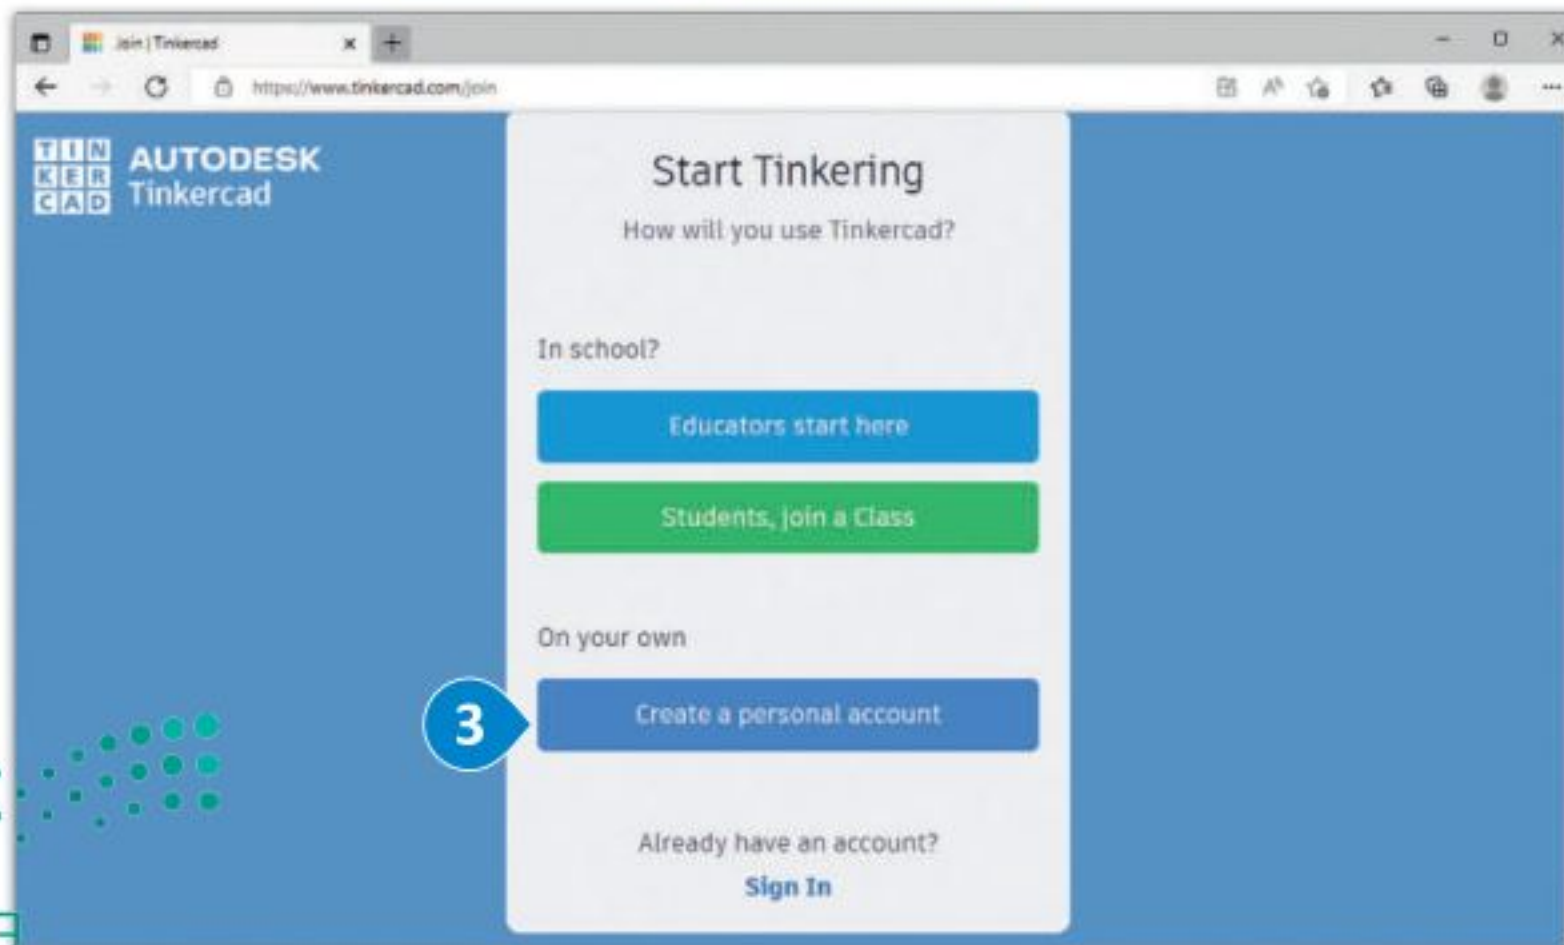 Join | Tinkercad
https://www.tinkercad.com/join
TIN
KER
CAD
AUTODESK
Tinkercad
Start Tinkering
How will you use Tinkercad?
In school?
Educators start here
Students, join a Class
On your own
3
Create a personal account
Already have an account?
Sign In